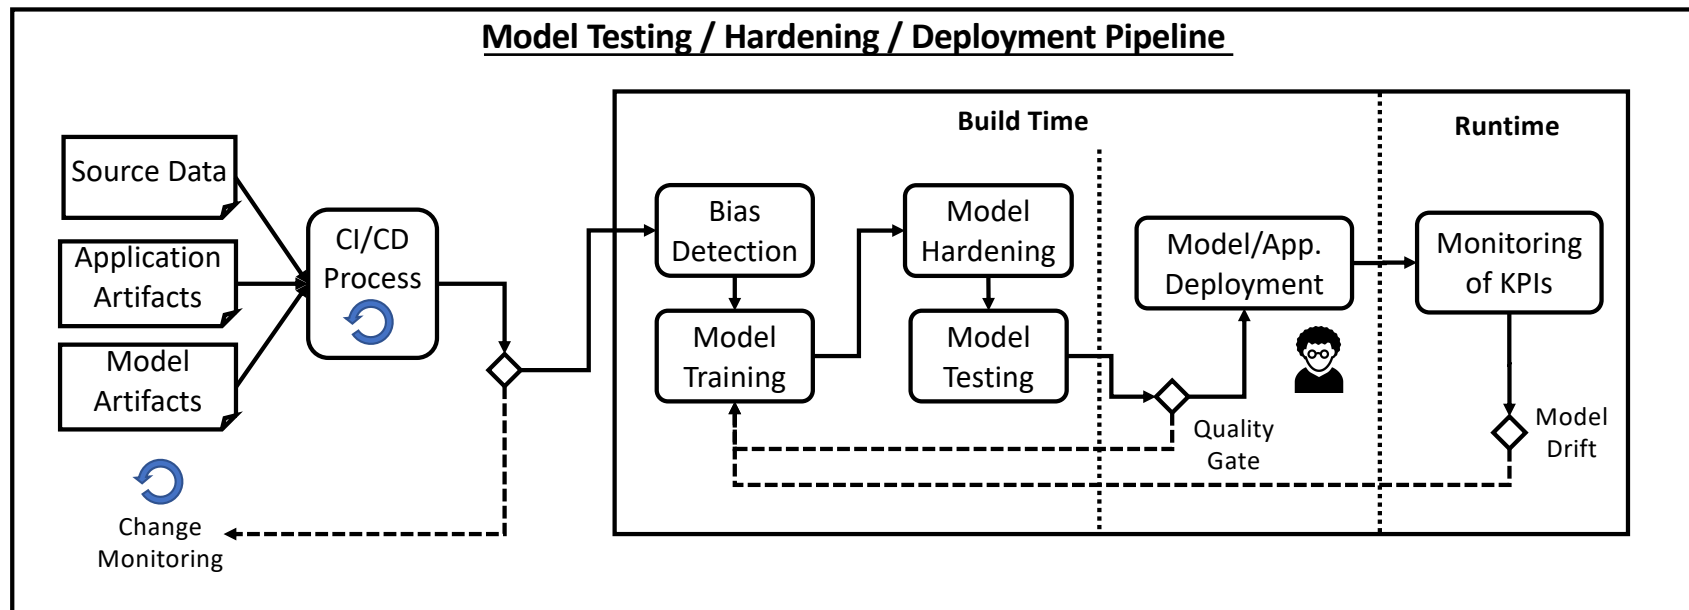 Model Testing / Hardening / Deployment Pipeline
Build Time
Runtime
Source Data
Application
Artifacts
Model
Artifacts
CI/CD
Process
Bias
Detection
Model
Training
Model
Hardening
Model
Testing
Model/App.
Deployment
Monitoring
of KPIs
Quality
Gate
Model
Drift
Change
Monitoring